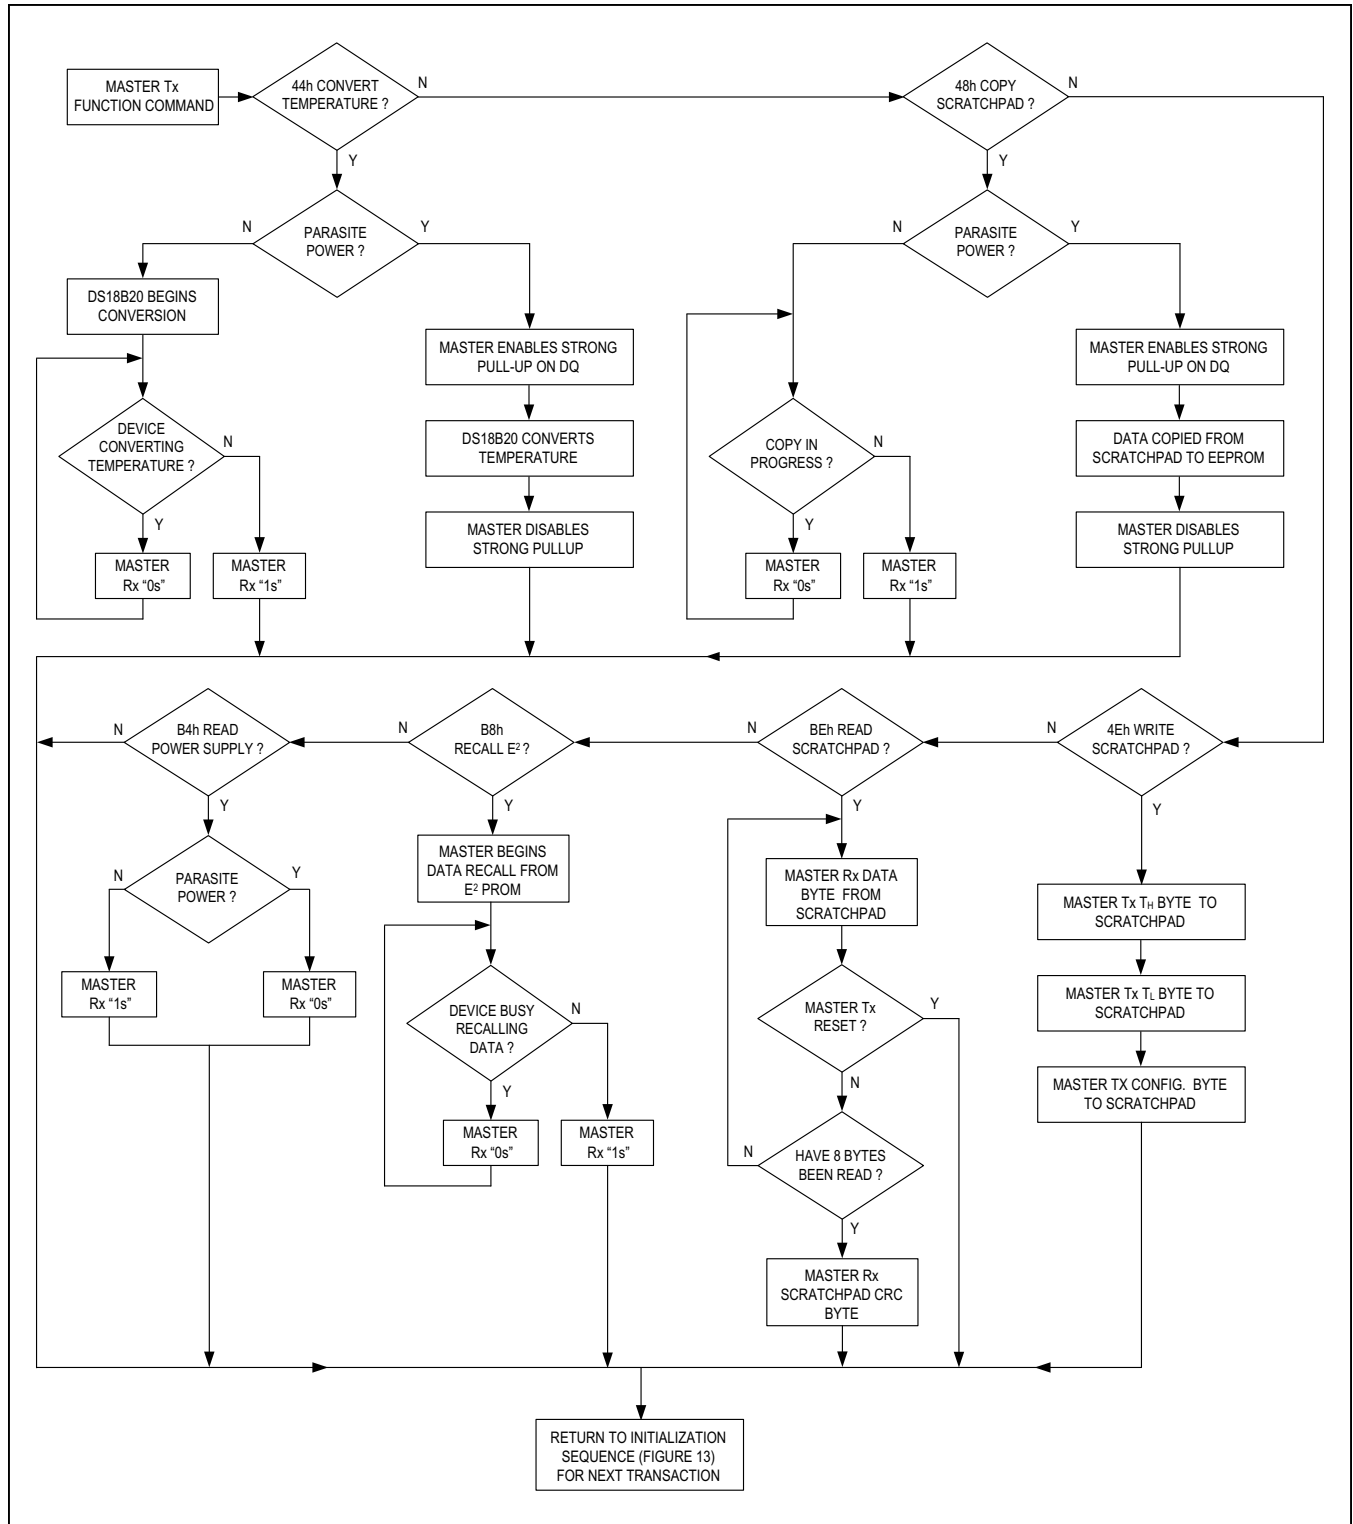 MASTER Tx
FUNCTION COMMAND
44h CONVERT
TEMPERATURE ?
N
Y
48h COPY
SCRATCHPAD ?
N
Y
PARASITE
POWER ?
N
Y
DS18B20 BEGINS
CONVERSION
DEVICE
CONVERTING
TEMPERATURE ?
N
Y
MASTER
Rx “0s”
MASTER
Rx “1s”
MASTER ENABLES STRONG
PULL-UP ON DQ
DS18B20 CONVERTS
TEMPERATURE
MASTER DISABLES
STRONG PULLUP
PARASITE
POWER ?
N
Y
COPY IN
PROGRESS ?
N
Y
MASTER
Rx “0s”
MASTER
Rx “1s”
MASTER ENABLES STRONG
PULL-UP ON DQ
DATA COPIED FROM
SCRATCHPAD TO EEPROM
MASTER DISABLES
STRONG PULLUP
B4h READ
POWER SUPPLY ?
N
Y
PARASITE
POWER ?
N
Y
MASTER
Rx “1s”
MASTER
Rx “0s”
B8h
RECALL E² ?
N
Y
MASTER BEGINS
DATA RECALL FROM
E² PROM
DEVICE BUSY
RECALLING
DATA ?
N
Y
MASTER
Rx “0s”
MASTER
Rx “1s”
BEh READ
SCRATCHPAD ?
N
Y
MASTER Rx DATA
BYTE FROM
SCRATCHPAD
MASTER Tx
RESET ?
Y
N
HAVE 8 BYTES
BEEN READ ?
N
Y
MASTER Rx
SCRATCHPAD CRC
BYTE
4Eh WRITE
SCRATCHPAD ?
N
Y
MASTER Tx TH BYTE TO
SCRATCHPAD
MASTER Tx TL BYTE TO
SCRATCHPAD
MASTER TX CONFIG. BYTE
TO SCRATCHPAD
RETURN TO INITIALIZATION
SEQUENCE (FIGURE 13)
FOR NEXT TRANSACTION